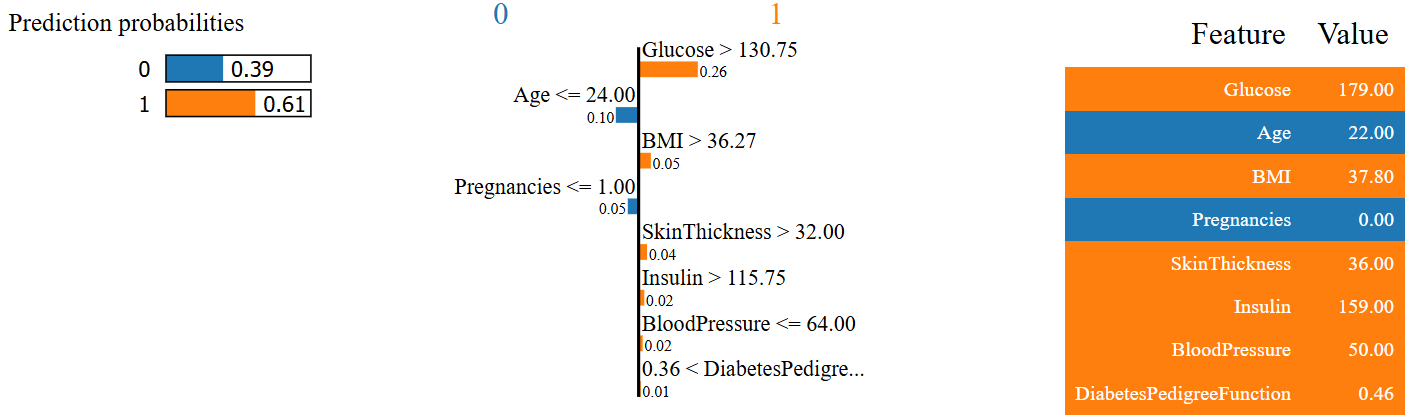 Prediction probabilities
0 0.39
1 0.61
0 1
Glucose > 130.75
0.26
Age <= 24.00
0.10
BMI > 36.27
0.05
Pregnancies <= 1.00
0.05
SkinThickness > 32.00
0.04
Insulin > 115.75
0.02
BloodPressure <= 64.00
0.02
0.36 < DiabetesPedigre...
0.01
Feature Value
Glucose 179.00
Age 22.00
BMI 37.80
Pregnancies 0.00
SkinThickness 36.00
Insulin 159.00
BloodPressure 50.00
DiabetesPedigreeFunction 0.46